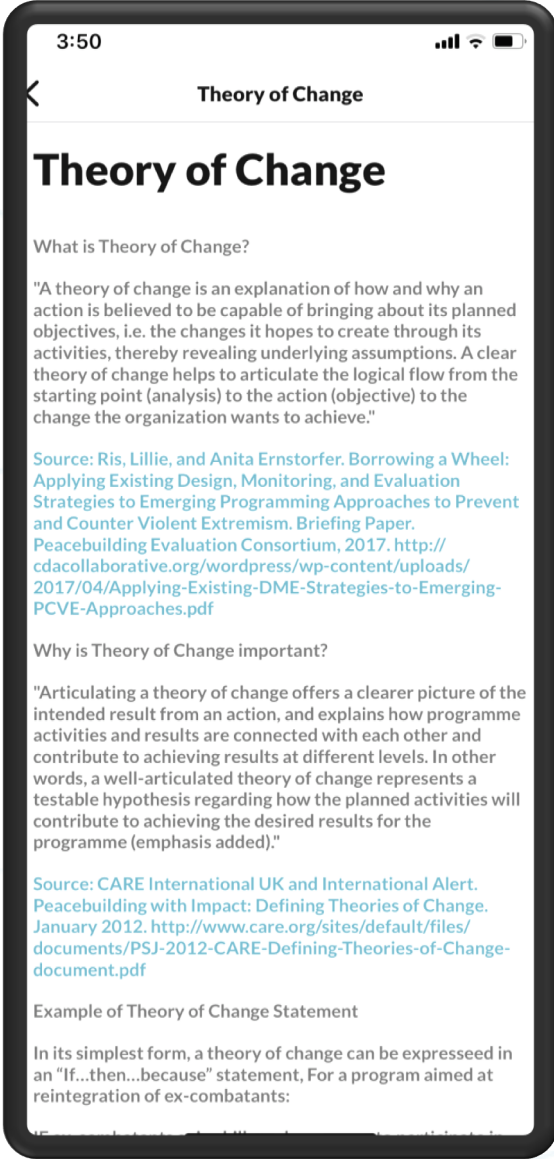 3:50
Theory of Change
Theory of Change
What is Theory of Change?
"A theory of change is an explanation of how and why an
action is believed to be capable of bringing about its planned
objectives, i.e. the changes it hopes to create through its
activities, thereby revealing underlying assumptions. A clear
theory of change helps to articulate the logical flow from the
starting point (analysis) to the action (objective) to the
change the organization wants to achieve."
Source: Ris, Lillie, and Anita Ernstorfer. Borrowing a Wheel:
Applying Existing Design, Monitoring, and Evaluation
Strategies to Emerging Programming Approaches to Prevent
and Counter Violent Extremism. Briefing Paper.
Peacebuilding Evaluation Consortium, 2017. http://
cdacollaborative.org/wordpress/wp-content/uploads/
2017/04/Applying-Existing-DME-Strategies-to-Emerging-
PCVE-Approaches.pdf
Why is Theory of Change important?
"Articulating a theory of change offers a clearer picture of the
intended result from an action, and explains how programme
activities and results are connected with each other and
contribute to achieving results at different levels. In other
words, a well-articulated theory of change represents a
testable hypothesis regarding how the planned activities will
contribute to achieving the desired results for the
programme (emphasis added)."
Source: CARE International UK and International Alert.
Peacebuilding with Impact: Defining Theories of Change.
January 2012. http://www.care.org/sites/default/files/
documents/PSJ-2012-CARE-Defining-Theories-of-Change-
document.pdf
Example of Theory of Change Statement
In its simplest form, a theory of change can be expresseed in
an “If...then...because” statement, For a program aimed at
reintegration of ex-combatants: